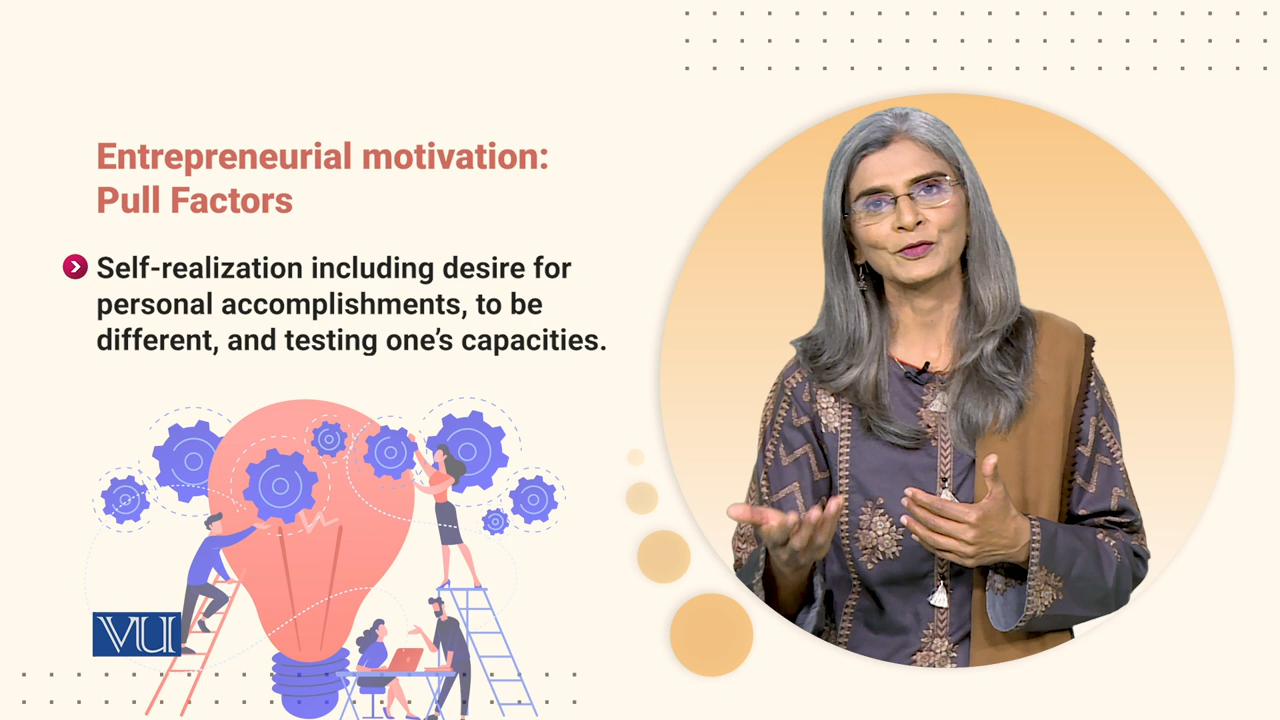 Entrepreneurial motivation:
Pull Factors
Self-realization including desire for
personal accomplishments, to be
different, and testing one’s capacities.
VU